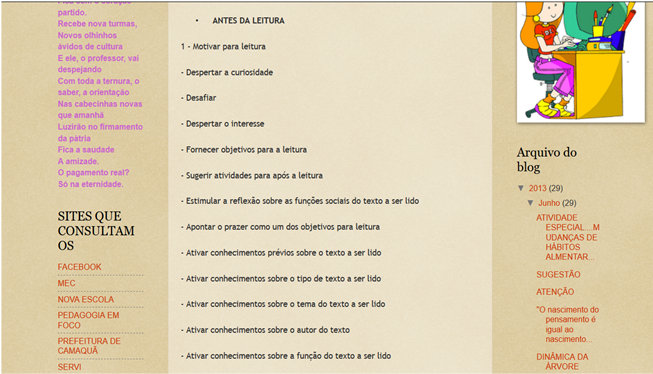 partido.
Recebe nova turmas,
Novos olhinhos
ávidos de cultura
E ele, o professor, vai
despejando
Com toda a ternura, o
saber, a orientação
Nas cabecinhas novas
que amanhã
Luzirão no firmamento
da pátria
Fica a saudade
A amizade.
O pagamento real?
Só na eternidade.
SITES QUE
CONSULTAM
OS
FACEBOOK
MEC
NOVA ESCOLA
PEDAGOGIA EM
FOCO
PREFEITURA DE
CAMAQUÃ
SERVI
• ANTES DA LEITURA
1 - Motivar para leitura
- Despertar a curiosidade
- Desafiar
- Despertar o interesse
- Fornecer objetivos para a leitura
- Sugerir atividades para após a leitura
- Estimular a reflexão sobre as funções sociais do texto a ser lido
- Apontar o prazer como um dos objetivos para leitura
- Ativar conhecimentos prévios sobre o texto a ser lido
- Ativar conhecimentos sobre o tipo de texto a ser lido
- Ativar conhecimentos sobre o tema do texto a ser lido
- Ativar conhecimentos sobre o autor do texto
- Ativar conhecimentos sobre a função do texto a ser lido
Arquivo do
blog
▼ 2013 (29)
▼ Junho (29)
ATIVIDADE
ESPECIAL...M
UDANÇAS DE
HÁBITOS
ALIMENTAR...
SUGESTÃO
ATENÇÃO
"O nascimento do
pensamento é
igual ao
nascimento...
DINÂMICA DA
ÁRVORE